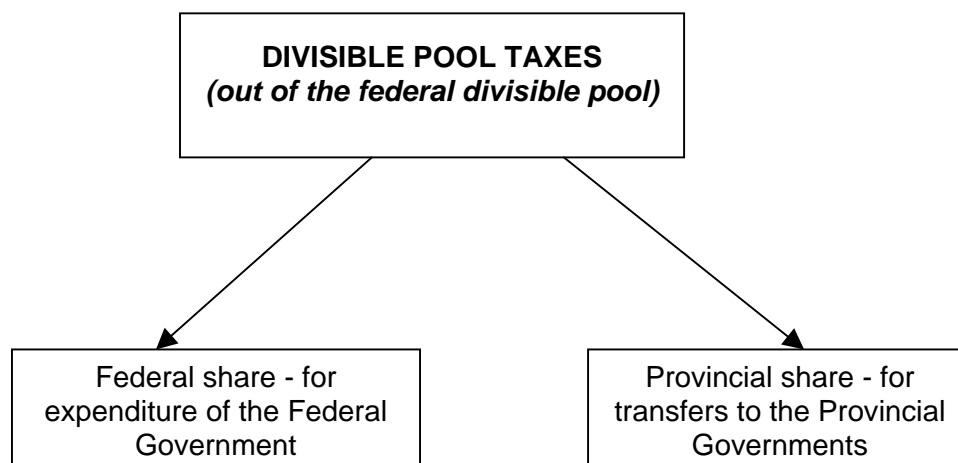 DIVISIBLE POOL TAXES
(out of the federal divisible pool)
Federal share - for
expenditure of the Federal
Government
Provincial share - for
transfers to the Provincial
Governments